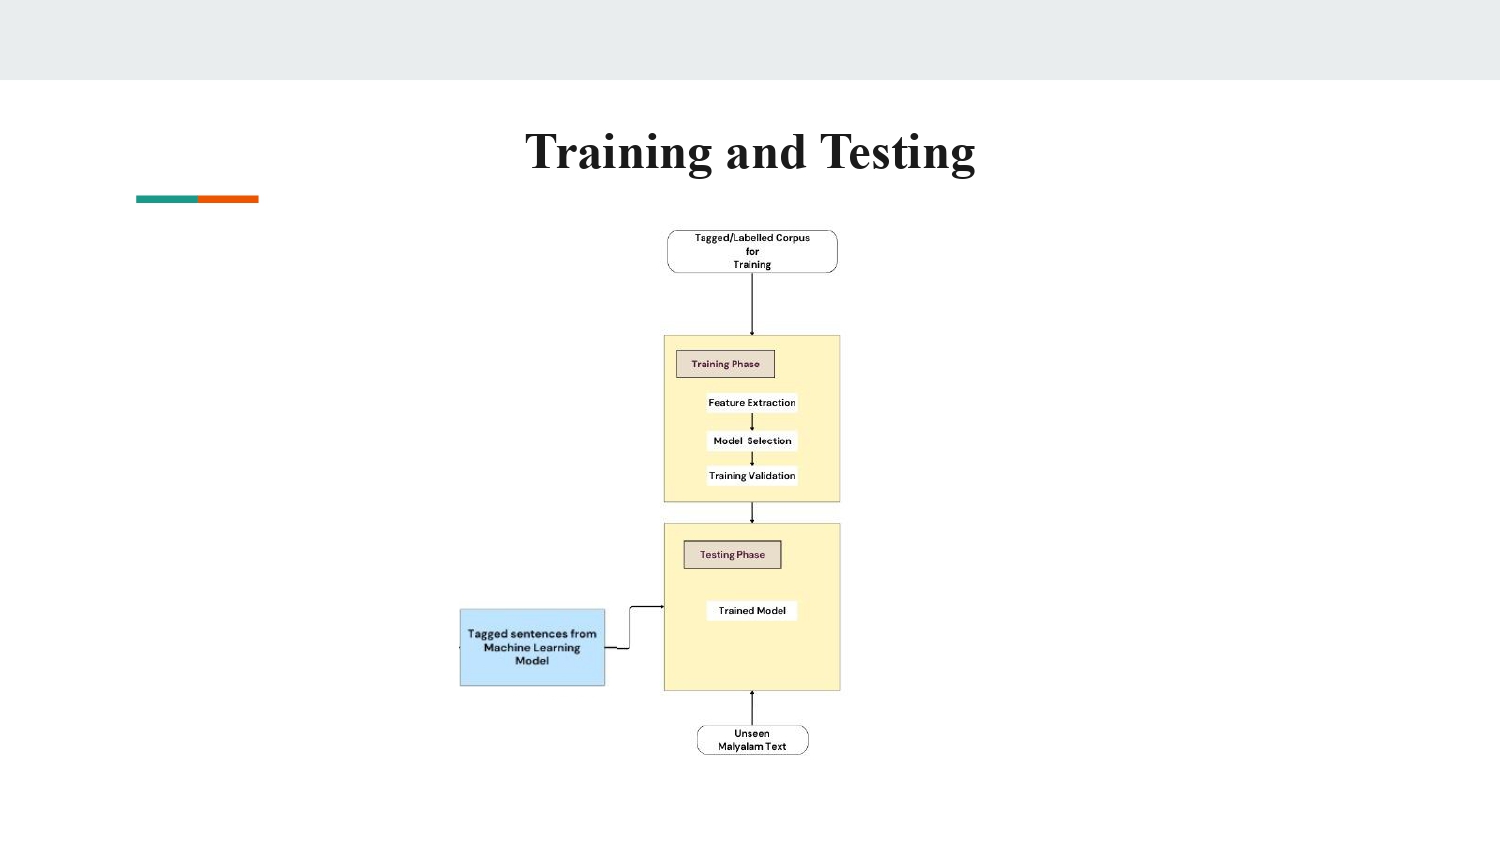 Training and Testing
Tagged/Labelled Corpus
for
Training
Training Phase
Feature Extraction
Model Selection
Training Validation
Testing Phase
Trained Model
Tagged sentences from
Machine Learning
Model
Unseen
Malyalam Text